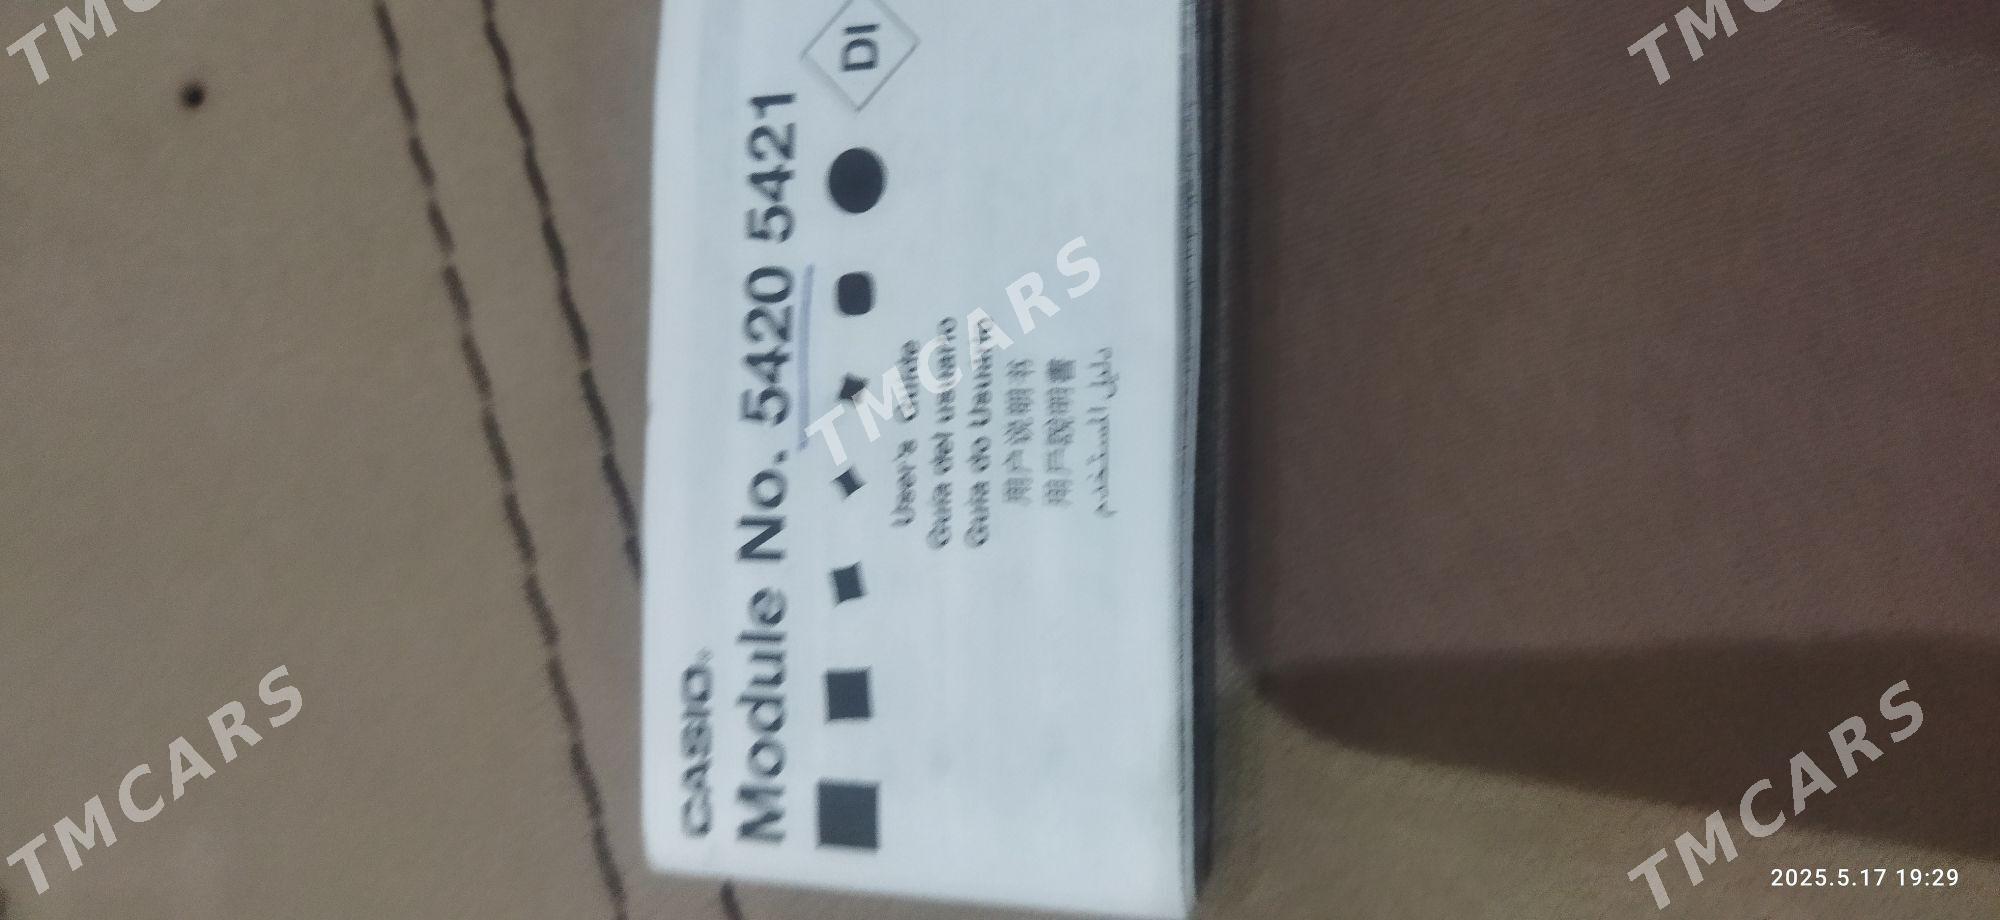 CASIO®
Module No. 5420 5421
DI
User's Guide
Guía del usuario
Guia do Usuário
用户说明书
用戶說明書
دليل المستخدم
TMCARS
TMCARS
TMCARS
TMCARS
TMCARS
2025.5.17 19:29